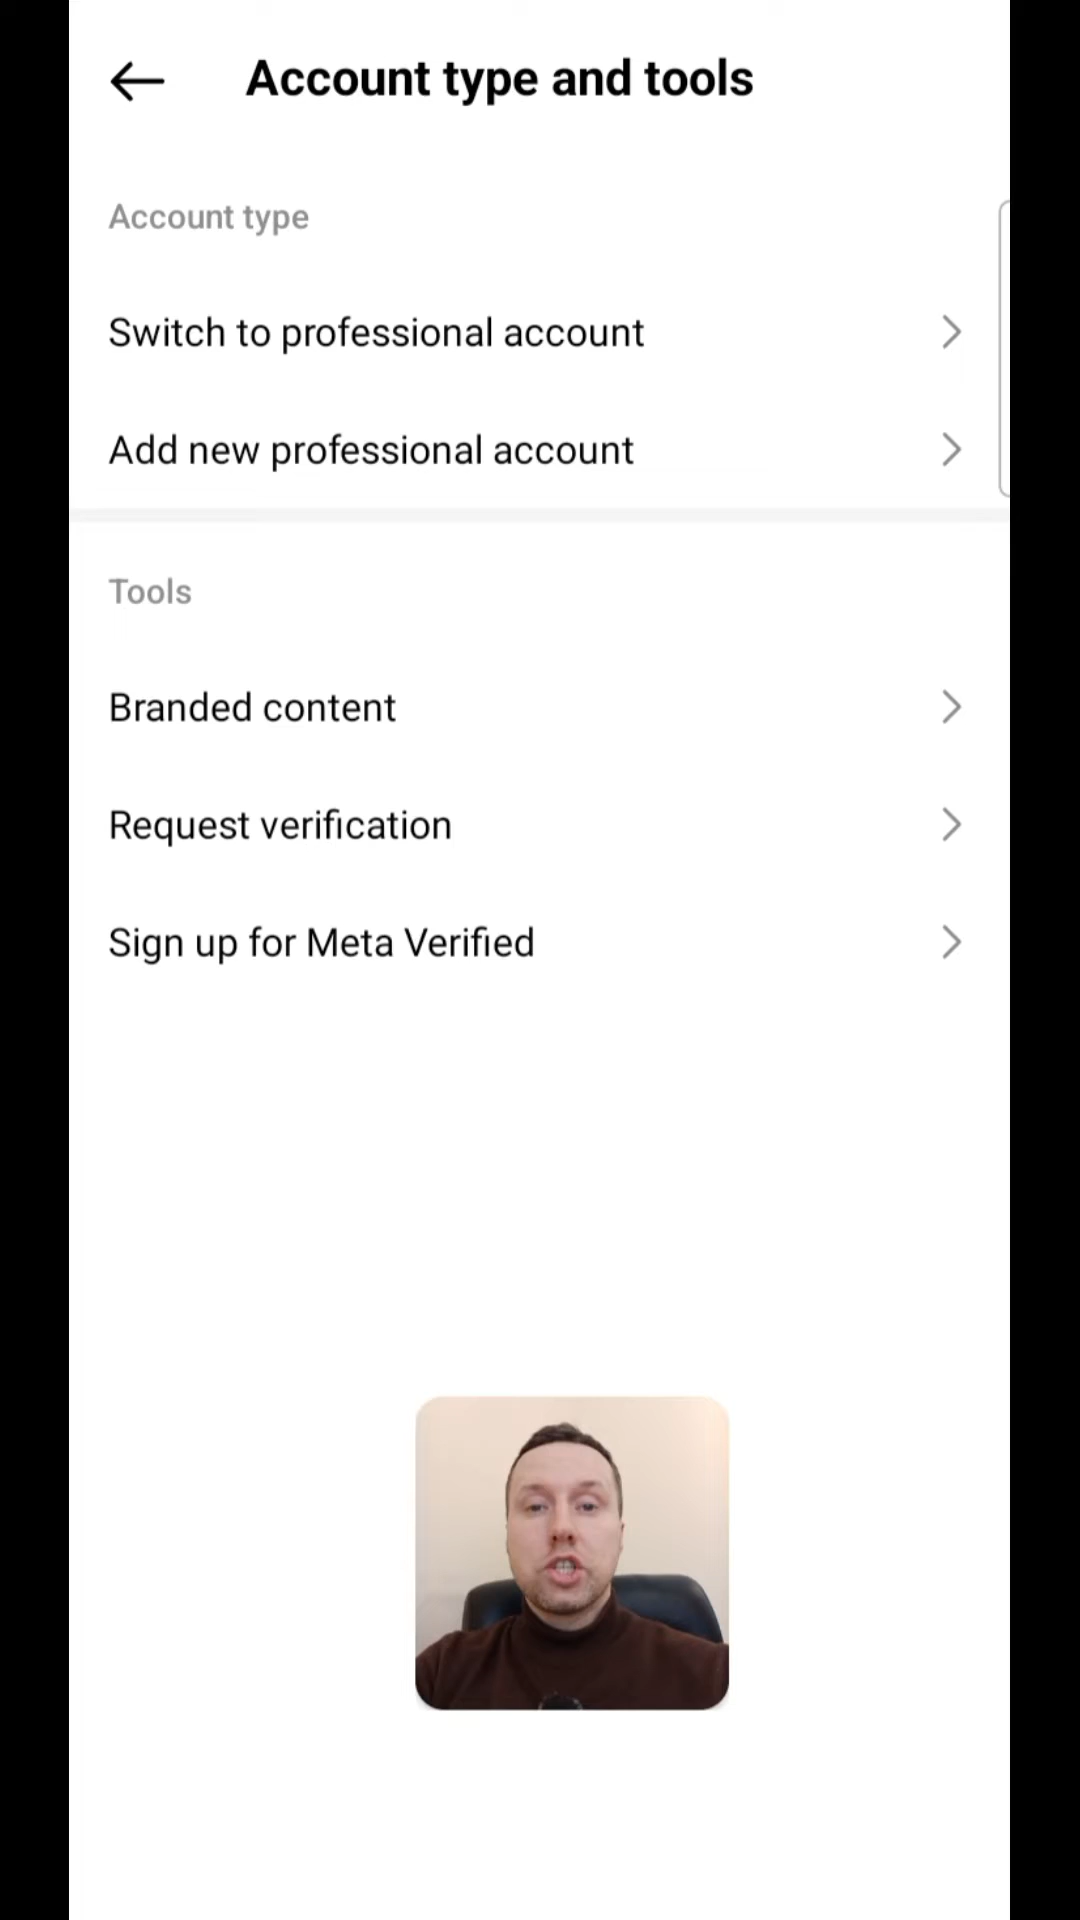 Account type and tools
Account type
Switch to professional account
Add new professional account
Tools
Branded content
Request verification
Sign up for Meta Verified